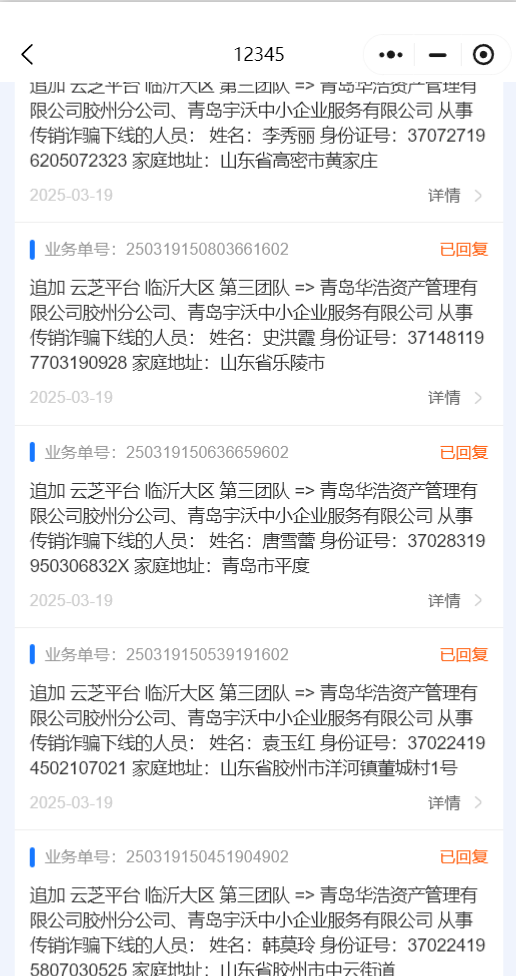 12345
追加 云芝平台 临沂大区 第三团队 => 青岛华浩资产管理有
限公司胶州分公司、青岛宇沃中小企业服务有限公司 从事
传销诈骗下线的人员： 姓名：李秀丽 身份证号：37072719
6205072323 家庭地址：山东省高密市黄家庄
2025-03-19 详情
业务单号：250319150803661602 已回复
追加 云芝平台 临沂大区 第三团队 => 青岛华浩资产管理有
限公司胶州分公司、青岛宇沃中小企业服务有限公司 从事
传销诈骗下线的人员： 姓名：史洪霞 身份证号：37148119
7703190928 家庭地址：山东省乐陵市
2025-03-19 详情
业务单号：250319150636659602 已回复
追加 云芝平台 临沂大区 第三团队 => 青岛华浩资产管理有
限公司胶州分公司、青岛宇沃中小企业服务有限公司 从事
传销诈骗下线的人员： 姓名：唐雪蕾 身份证号：37028319
950306832X 家庭地址：青岛市平度
2025-03-19 详情
业务单号：250319150539191602 已回复
追加 云芝平台 临沂大区 第三团队 => 青岛华浩资产管理有
限公司胶州分公司、青岛宇沃中小企业服务有限公司 从事
传销诈骗下线的人员： 姓名：袁玉红 身份证号：37022419
4502107021 家庭地址：山东省胶州市洋河镇董城村1号
2025-03-19 详情
业务单号：250319150451904902 已回复
追加 云芝平台 临沂大区 第三团队 => 青岛华浩资产管理有
限公司胶州分公司、青岛宇沃中小企业服务有限公司 从事
传销诈骗下线的人员： 姓名：韩莫玲 身份证号：37022419
5807030525 家庭地址：山东省胶州市中云街道